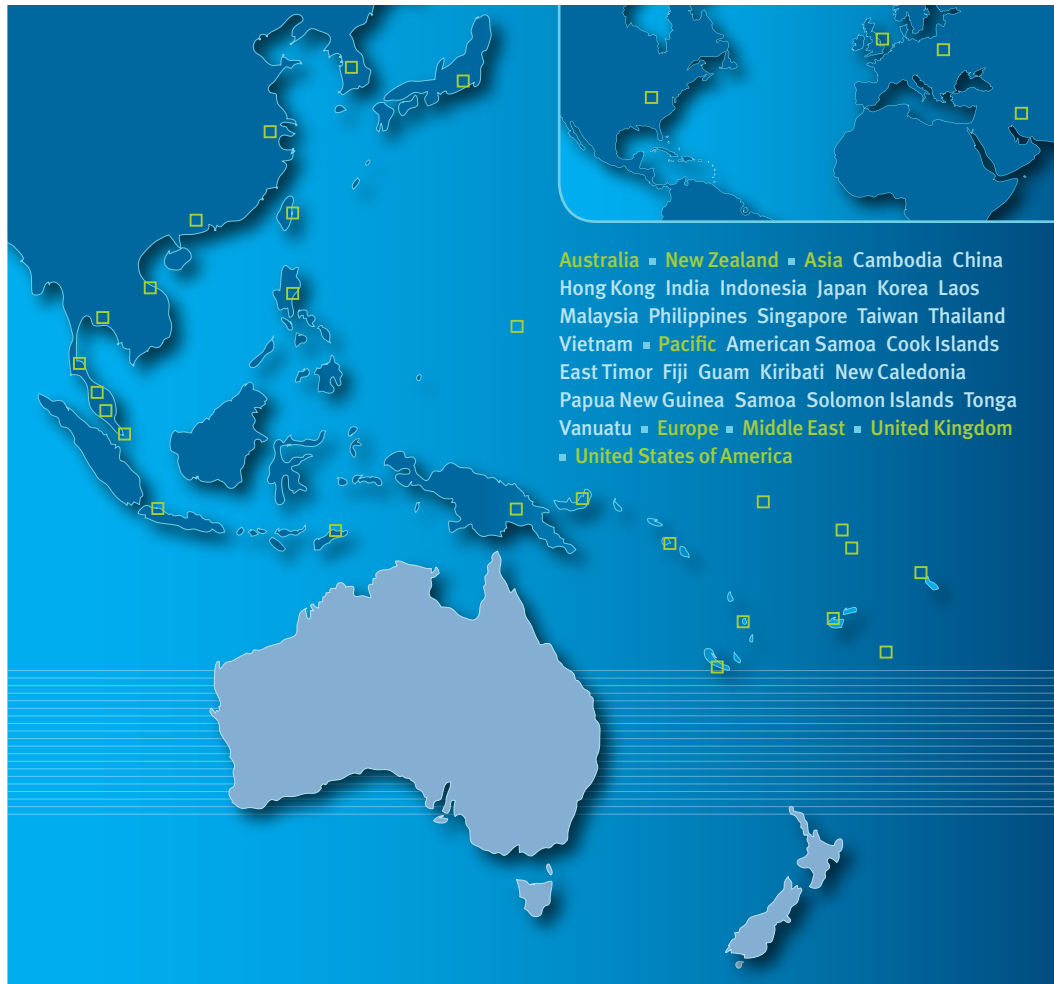 Australia ▪ New Zealand ▪ Asia Cambodia China
Hong Kong India Indonesia Japan Korea Laos
Malaysia Philippines Singapore Taiwan Thailand
Vietnam ▪ Pacific American Samoa Cook Islands
East Timor Fiji Guam Kiribati New Caledonia
Papua New Guinea Samoa Solomon Islands Tonga
Vanuatu ▪ Europe ▪ Middle East ▪ United Kingdom
▪ United States of America